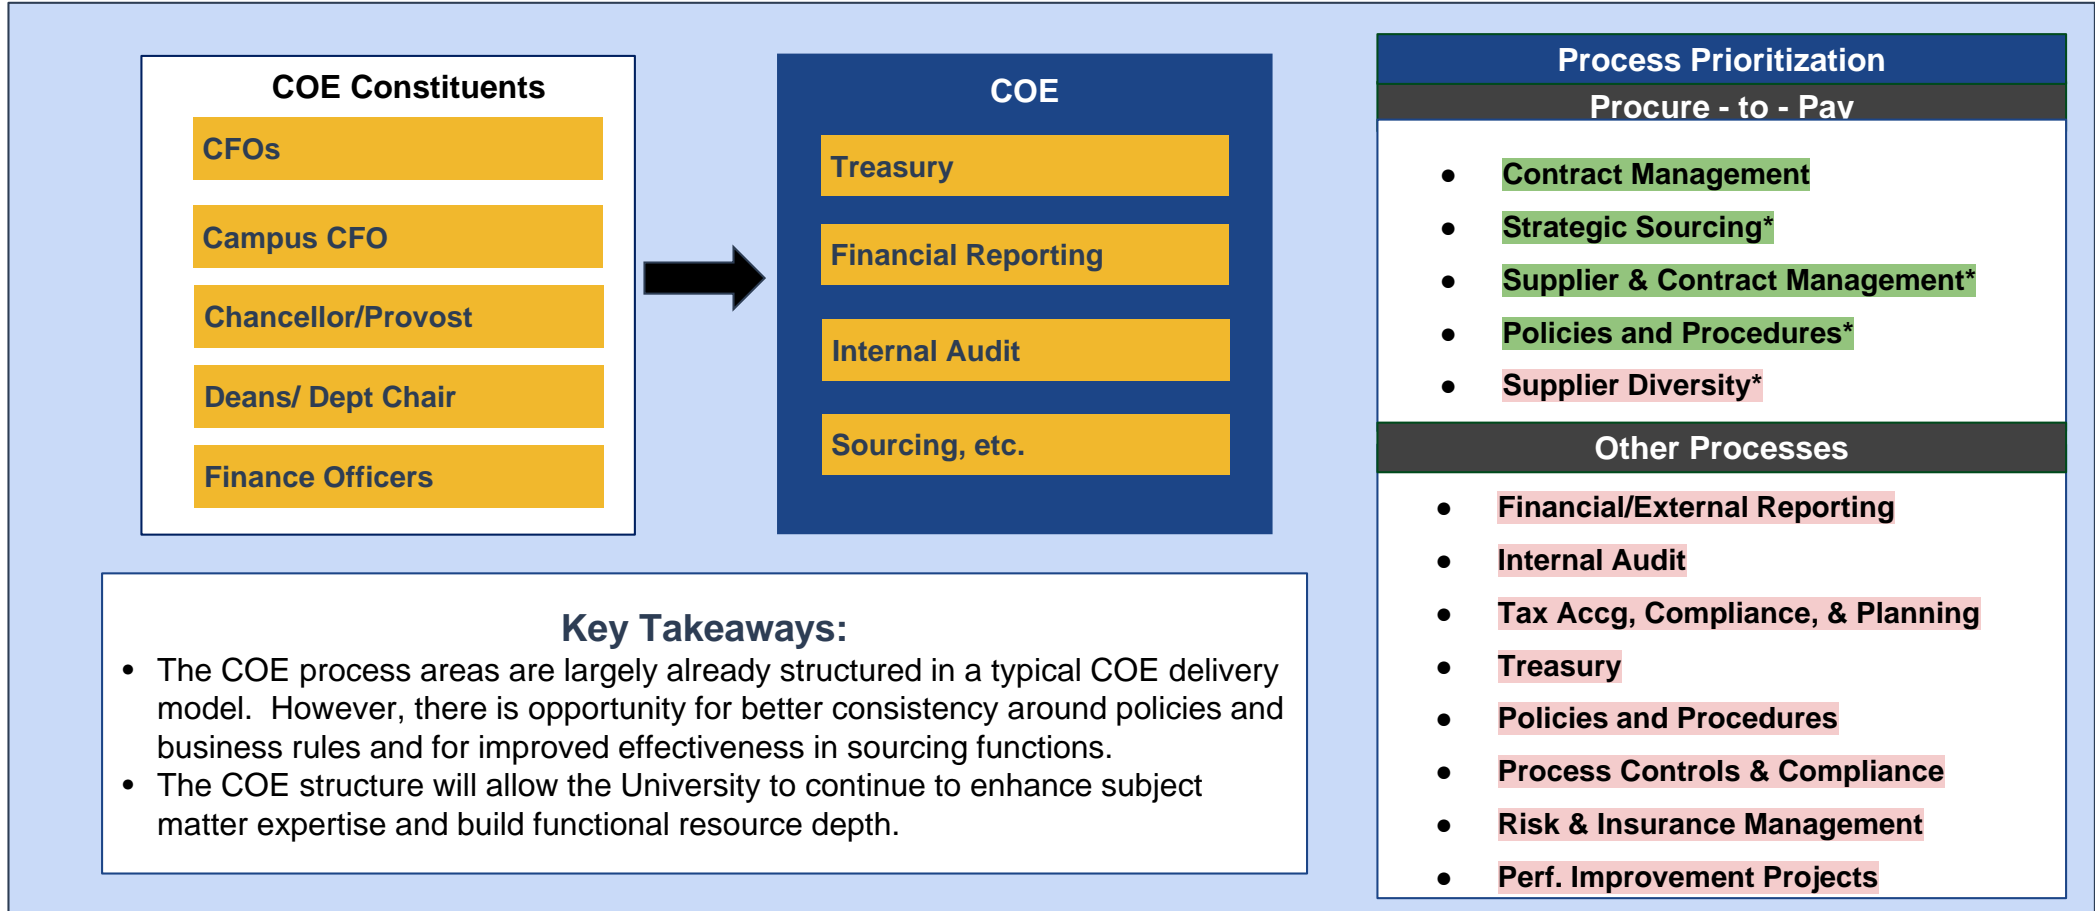 COE Constituents
CFOs
Campus CFO
Chancellor/Provost
Deans/ Dept Chair
Finance Officers
COE
Treasury
Financial Reporting
Internal Audit
Sourcing, etc.
Key Takeaways:
• The COE process areas are largely already structured in a typical COE delivery
model.  However, there is opportunity for better consistency around policies and
business rules and for improved effectiveness in sourcing functions.
• The COE structure will allow the University to continue to enhance subject
matter expertise and build functional resource depth.
Process Prioritization
Procure - to - Pay
● Contract Management
● Strategic Sourcing*
● Supplier & Contract Management*
● Policies and Procedures*
● Supplier Diversity*
Other Processes
● Financial/External Reporting
● Internal Audit
● Tax Accg, Compliance, & Planning
● Treasury
● Policies and Procedures
● Process Controls & Compliance
● Risk & Insurance Management
● Perf. Improvement Projects